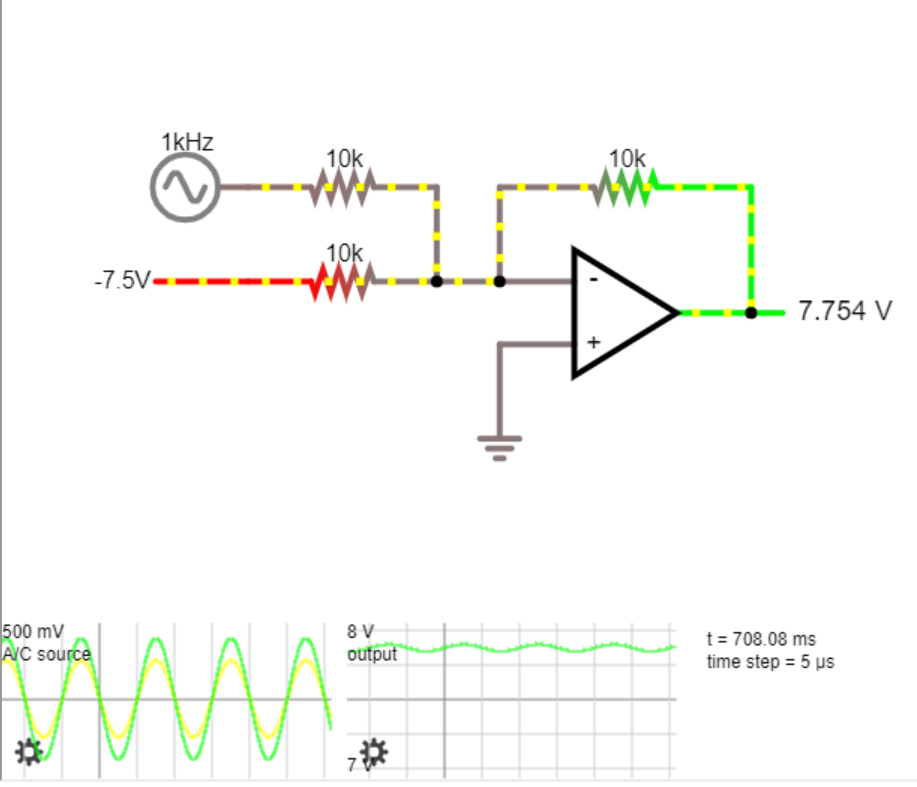 1kHz
10k
10k
10k
-7.5V
-
+
7.754 V
500 mV
A/C source
8 V
output
7 V
t = 708.08 ms
time step = 5 µs